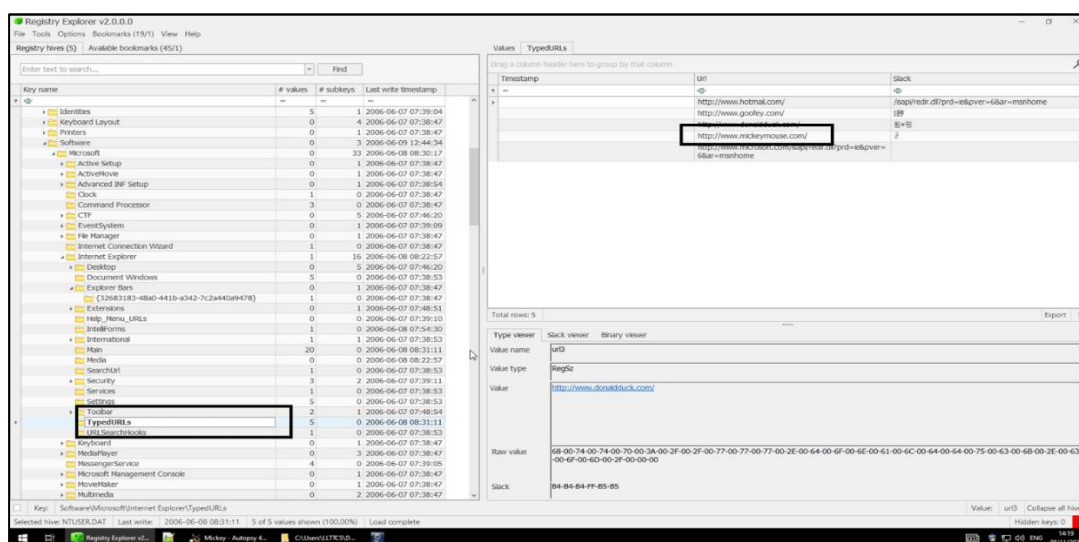 Registry Explorer v2.0.0.0
File Tools Options Bookmarks (19/1) View Help
Registry hives (5) Available bookmarks (45/1)
Enter text to search... Find
Key name # values # subkeys Last write timestamp
Identities 5 1 2006-06-07 07:39:04
Keyboard Layout 0 4 2006-06-07 07:38:47
Printers 0 1 2006-06-07 07:38:47
Software 0 3 2006-06-09 12:44:34
Microsoft 0 33 2006-06-08 08:30:17
Active Setup 0 1 2006-06-07 07:38:47
ActiveMovie 0 1 2006-06-07 07:38:47
Advanced INF Setup 0 1 2006-06-07 07:38:54
Clock 1 0 2006-06-07 07:38:47
Command Processor 3 0 2006-06-07 07:38:47
CTF 0 5 2006-06-07 07:46:20
EventSystem 0 1 2006-06-07 07:39:09
File Manager 0 1 2006-06-07 07:38:47
Internet Connection Wizard 1 0 2006-06-07 07:38:47
Internet Explorer 1 16 2006-06-08 08:22:57
Desktop 0 5 2006-06-07 07:46:20
Document Windows 5 0 2006-06-07 07:38:53
Explorer Bars 0 1 2006-06-07 07:38:47
{32683183-48a0-441b-a342-7c2a440a9478} 1 0 2006-06-07 07:38:47
Extensions 0 1 2006-06-07 07:48:51
Help_Menu_URLs 0 0 2006-06-07 07:39:10
IntelliForms 1 0 2006-06-08 07:54:30
International 1 1 2006-06-07 07:38:53
Main 20 0 2006-06-08 08:31:11
Media 0 0 2006-06-08 08:22:57
SearchUrl 1 0 2006-06-07 07:38:53
Security 3 2 2006-06-07 07:39:11
Services 1 0 2006-06-07 07:38:53
Settings 5 0 2006-06-07 07:38:53
Toolbar 2 1 2006-06-07 07:48:54
TypedURLs 5 0 2006-06-08 08:31:11
URLSearchHooks 1 0 2006-06-07 07:38:53
Keyboard 0 1 2006-06-07 07:38:47
MediaPlayer 0 3 2006-06-07 07:38:47
MessengerService 4 0 2006-06-07 07:39:05
Microsoft Management Console 0 1 2006-06-07 07:38:47
MovieMaker 0 1 2006-06-07 07:38:47
Multimedia 0 2 2006-06-07 07:38:47
Values TypedURLs
Drag a column header here to group by that column
Timestamp Url Slack
http://www.hotmai.com/ /isapi/redir.dll?prd=ie&pver=6&ar=msnhome
http://www.goofey.com/
http://www.donaldduck.com/
http://www.mickeymouse.com/
http://www.microsoft.com/isapi/redir.dll?prd=ie&pver=
6&ar=msnhome
Total rows: 5 Export
Type viewer Slack viewer Binary viewer
Value name url3
Value type RegSz
Value http://www.donaldduck.com/
Raw value 68-00-74-00-74-00-70-00-3A-00-2F-00-2F-00-77-00-77-00-77-00-2E-00-64-00-6F-00-6E-00-61-00-6C-00-64-00-64-00-75-00-63-00-6B-00-2E-00-63
-00-6F-00-6D-00-2F-00-00-00
Slack B4-B4-B4-FF-B5-B5
Key: Software\Microsoft\Internet Explorer\TypedURLs Value: url3 Collapse all hive
Selected hive: NTUSER.DAT Last write: 2006-06-08 08:31:11 5 of 5 values shown (100.00%) Load complete Hidden keys: 0
Registry Explorer v2.... Mickey - Autopsy 4.... C:\Users\LLTTCS\D... ENG 14:19